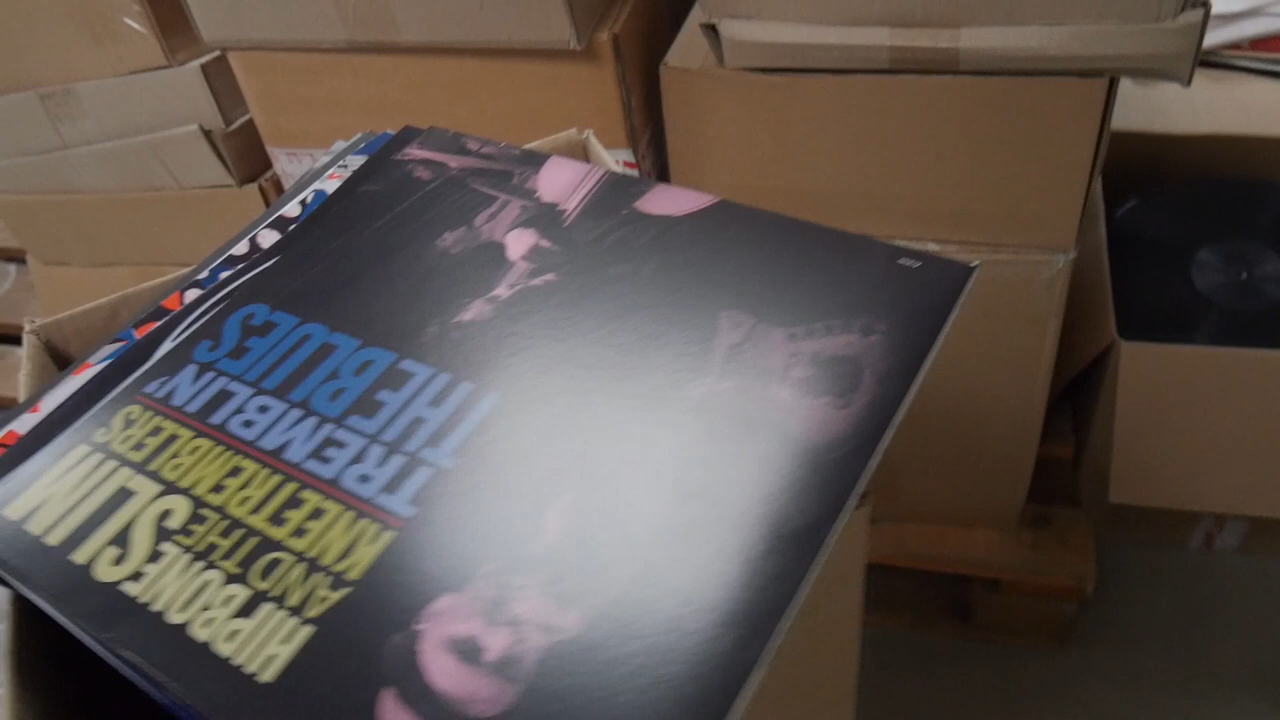 HIPBONE SLIM
AND THE
KNEETREMBLERS
TREMBLIN'
THE BLUES